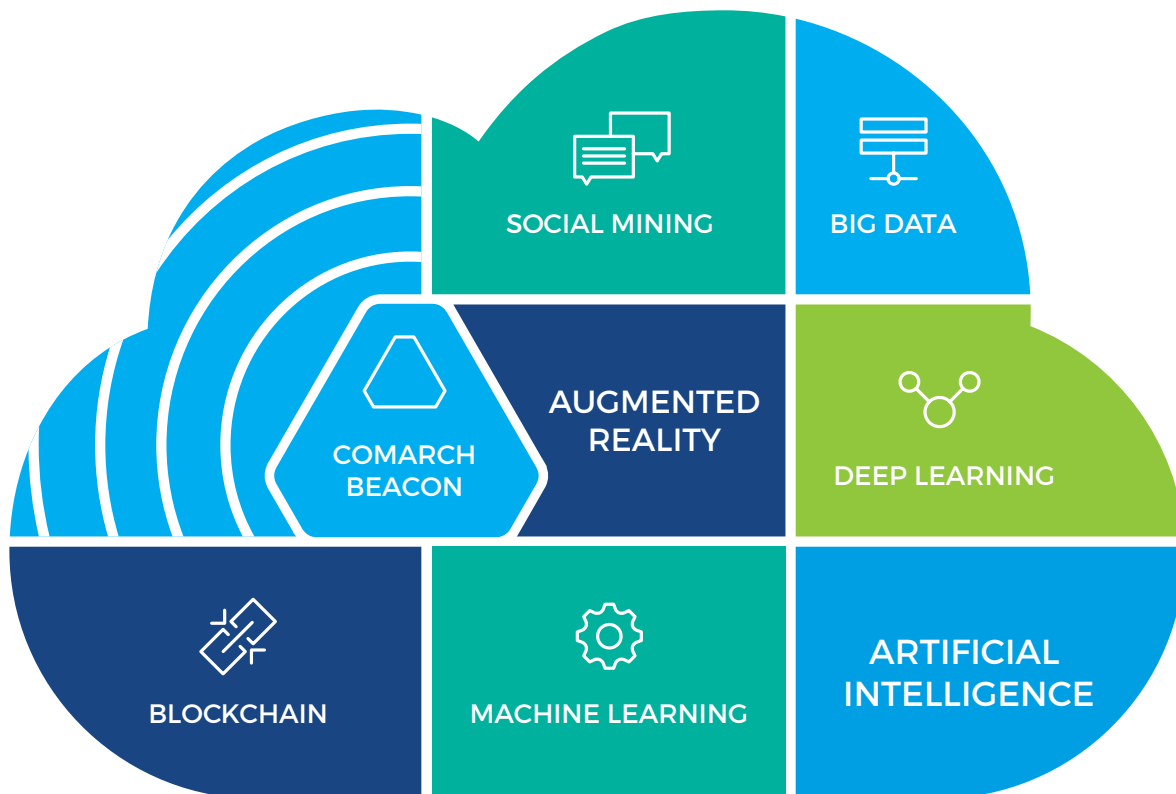 SOCIAL MINING
BIG DATA
COMARCH
BEACON
AUGMENTED
REALITY
DEEP LEARNING
BLOCKCHAIN
MACHINE LEARNING
ARTIFICIAL
INTELLIGENCE